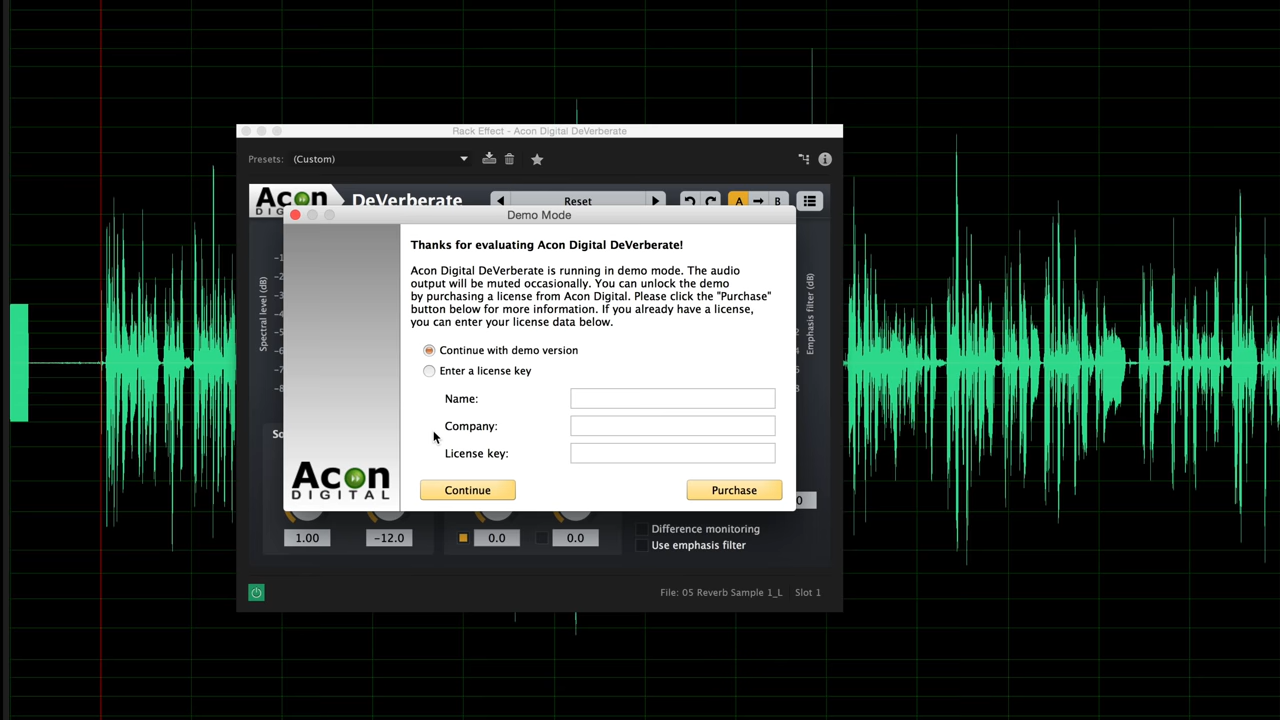 Rack Effect - Acon Digital DeVerberate
Presets: (Custom)
Acon DeVerberate Reset A B
Demo Mode
Thanks for evaluating Acon Digital DeVerberate!
Acon Digital DeVerberate is running in demo mode. The audio
output will be muted occasionally. You can unlock the demo
by purchasing a license from Acon Digital. Please click the "Purchase"
button below for more information. If you already have a license,
you can enter your license data below.
Spectral level (dB)
Emphasis filter (dB)
Continue with demo version
Enter a license key
Name:
Company:
License key:
Acon
DIGITAL
Continue Purchase
1.00 -12.0 0.0 0.0
Difference monitoring
Use emphasis filter
File: 05 Reverb Sample 1_L Slot 1